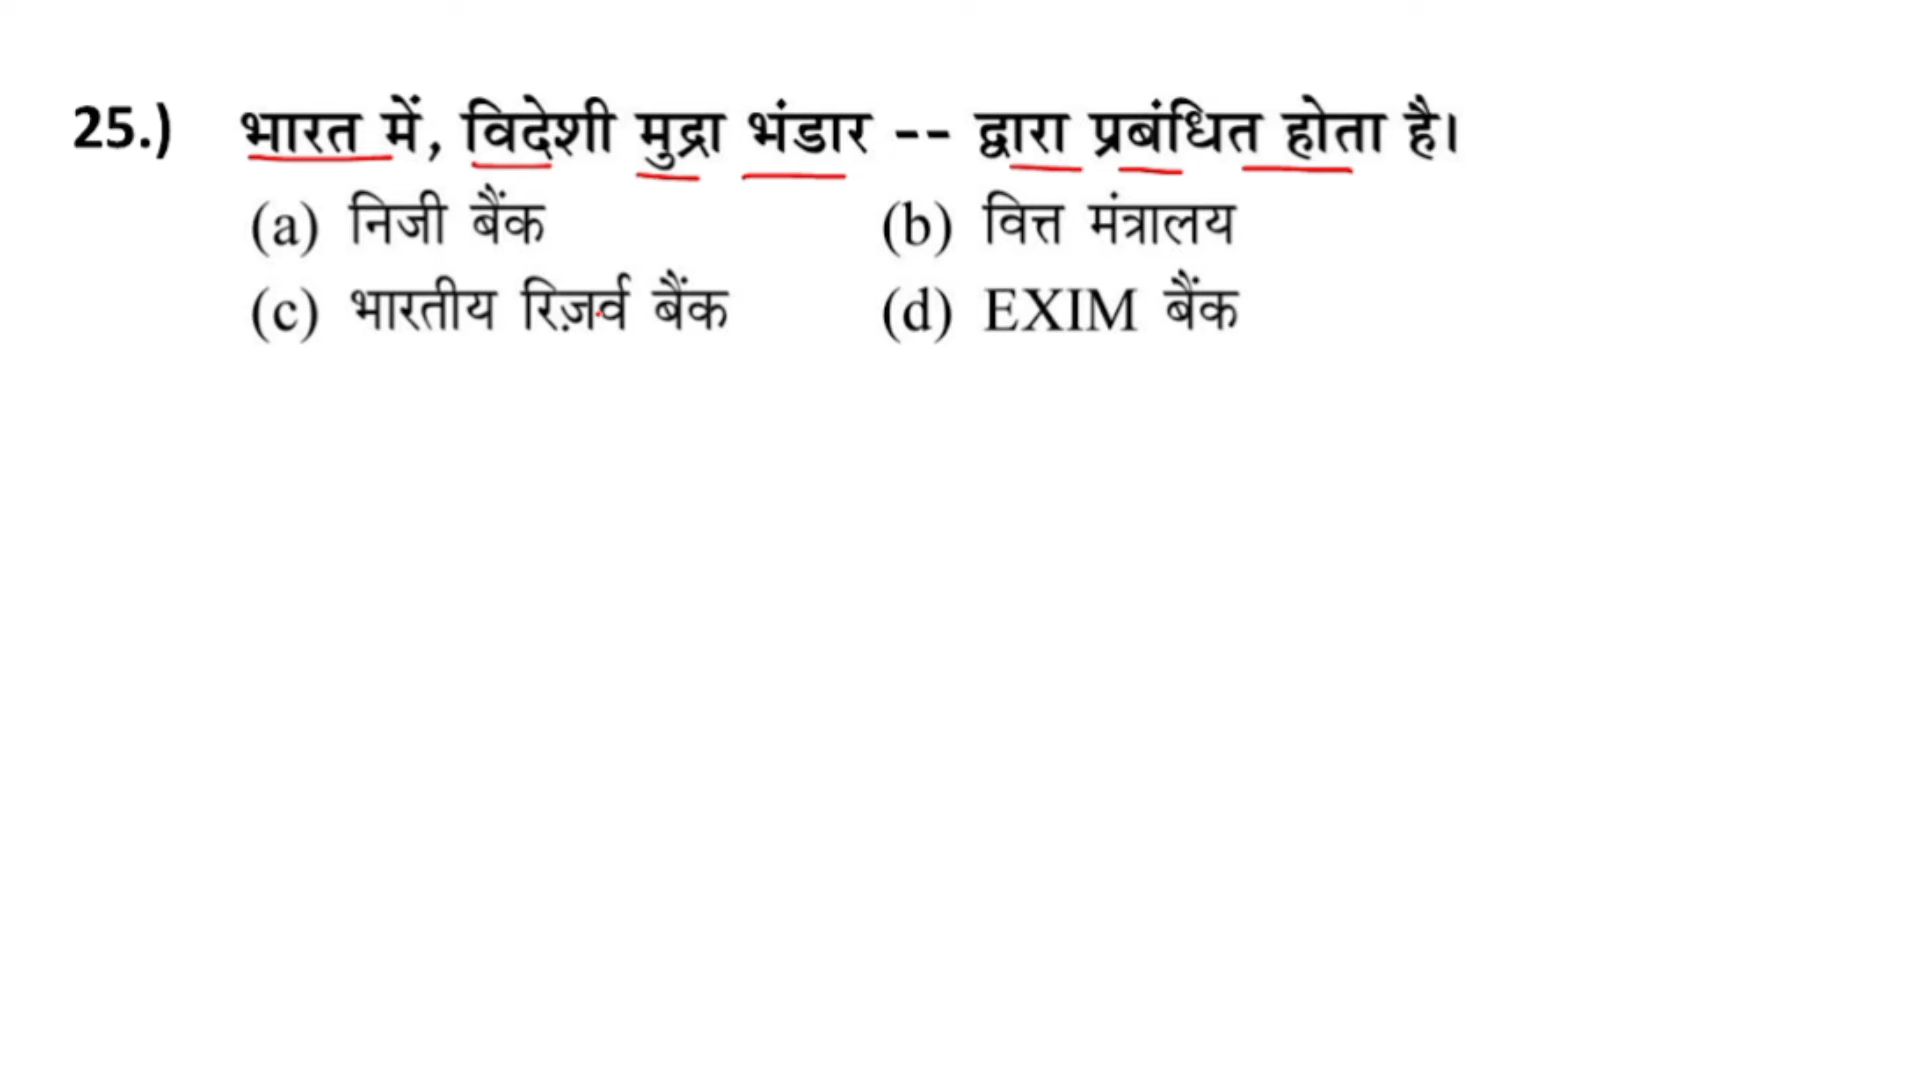 25.) भारत में, विदेशी मुद्रा भंडार -- द्वारा प्रबंधित होता है।
(a) निजी बैंक (b) वित्त मंत्रालय
(c) भारतीय रिज़र्व बैंक (d) EXIM बैंक